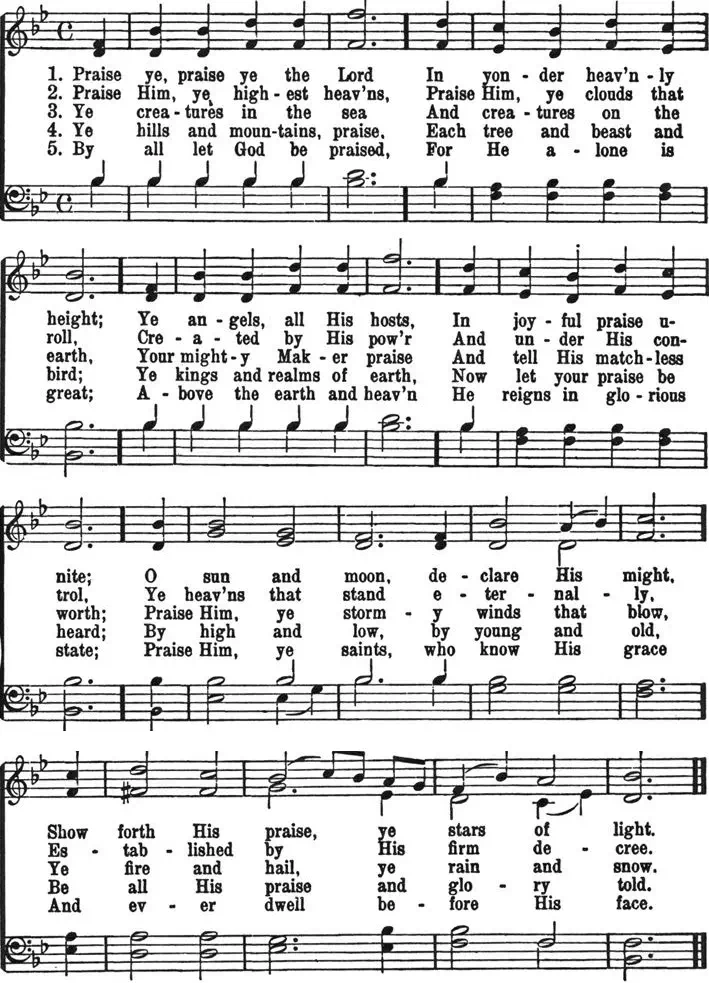 1. Praise ye, praise ye the Lord In yon - der heav'n - ly
2. Praise Him, ye high - est heav'ns, Praise Him, ye clouds that
3. Ye crea - tures in the sea And crea - tures on the
4. Ye hills and moun - tains, praise, Each tree and beast and
5. By all let God be praised, For He a - lone is
height; Ye an - gels, all His hosts, In joy - ful praise u-
roll, Cre - a - ted by His pow'r And un - der His con-
earth, Your might - y Mak - er praise And tell His match - less
bird; Ye kings and realms of earth, Now let your praise be
great; A - bove the earth and heav'n He reigns in glo - rious
nite; O sun and moon, de - clare His might,
trol, Ye heav'ns that stand e - ter - nal - ly,
worth; Praise Him, ye storm - y winds that blow,
heard; By high and low, by young and old,
state; Praise Him, ye saints, who know His grace
Show forth His praise, ye stars of light.
Es - tab - lished by His firm de - cree.
Ye fire and hail, ye rain and snow.
Be all His praise and glo - ry told.
And ev - er dwell be - fore His face.